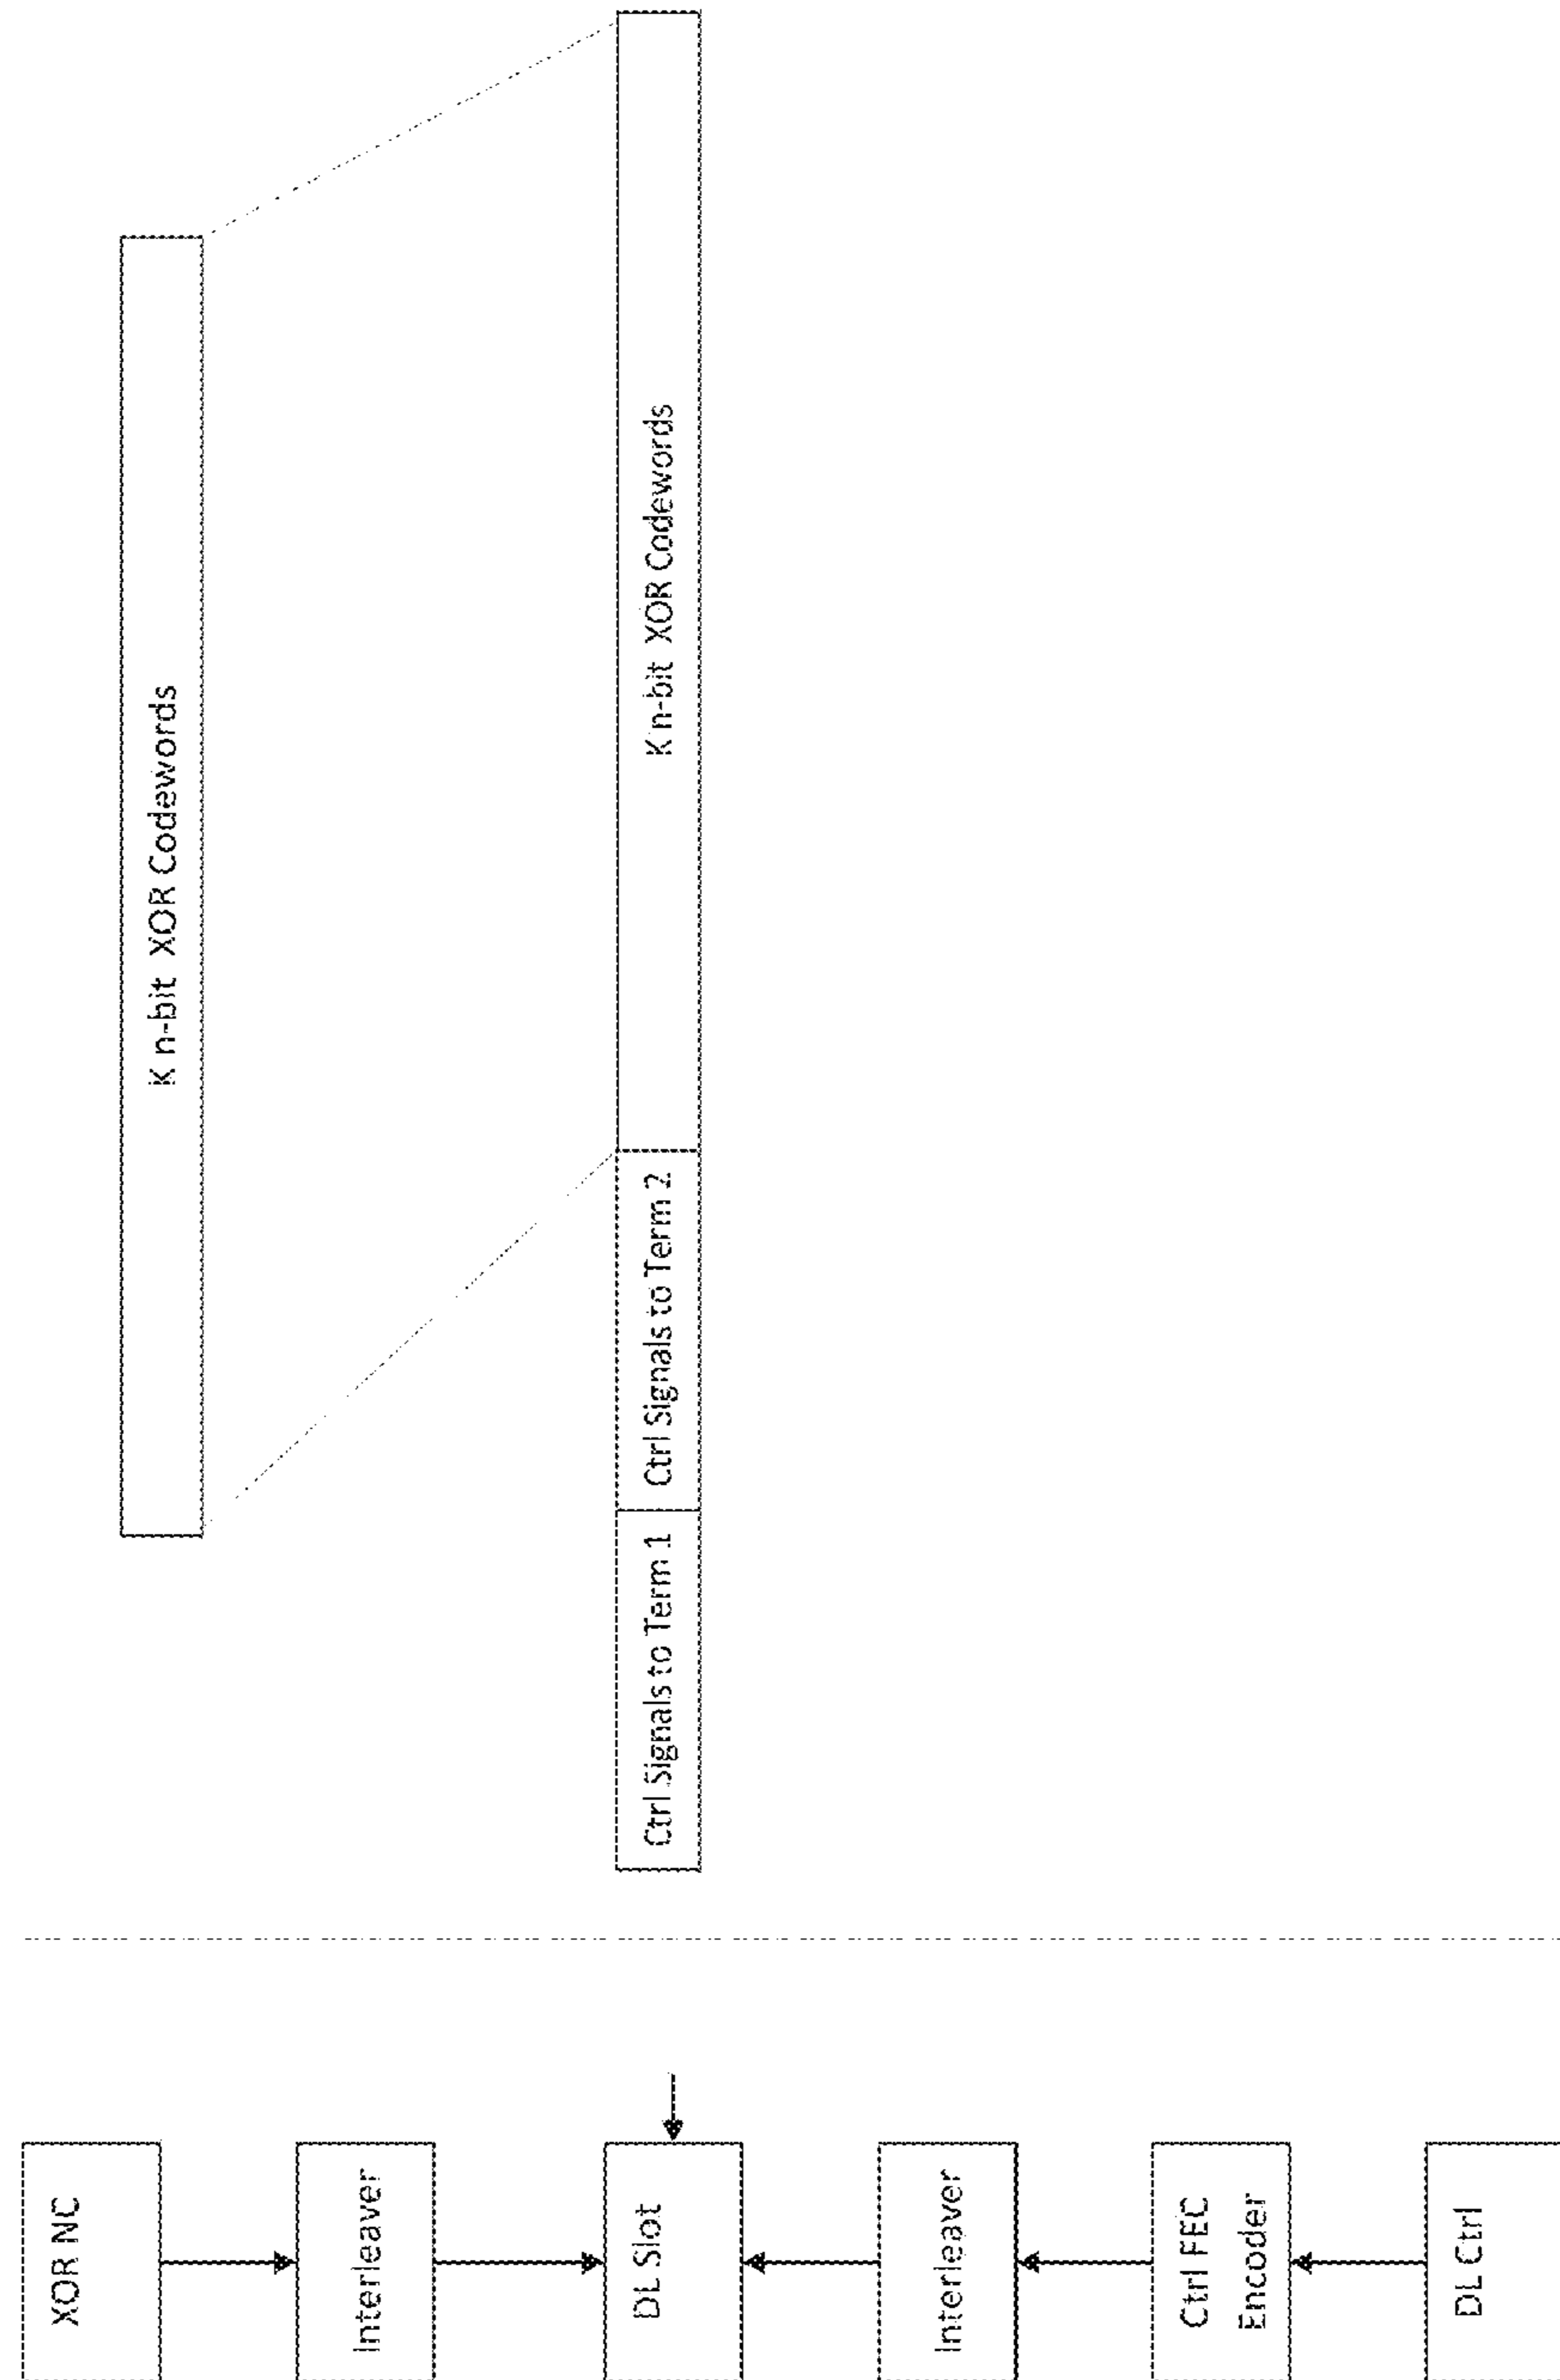 XOR NC
Interleaver
DL Slot
Interleaver
Ctrl FEC
Encoder
DL Ctrl
K n-bit XOR Codewords
Ctrl Signals to Term 1
Ctrl Signals to Term 2
K n-bit XOR Codewords